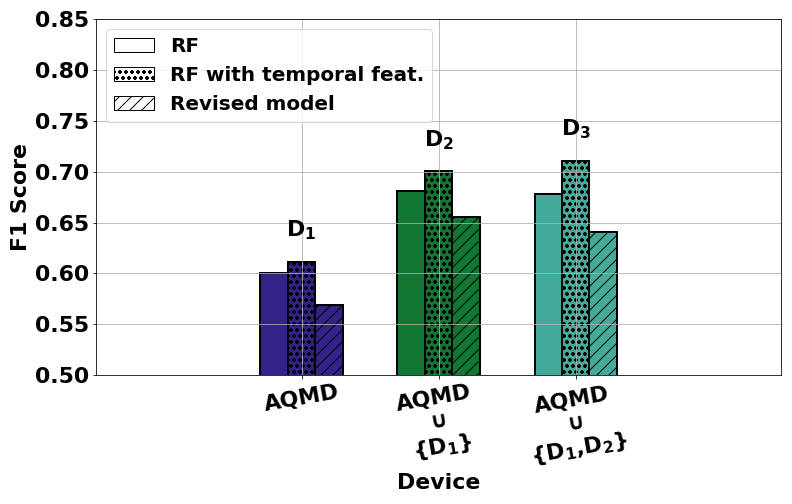 0.85
0.80
0.75
0.70
0.65
0.60
0.55
0.50
F1 Score
RF
RF with temporal feat.
Revised model
D₁
D₂
D₃
AQMD
AQMD
∪
{D₁}
AQMD
∪
{D₁,D₂}
Device